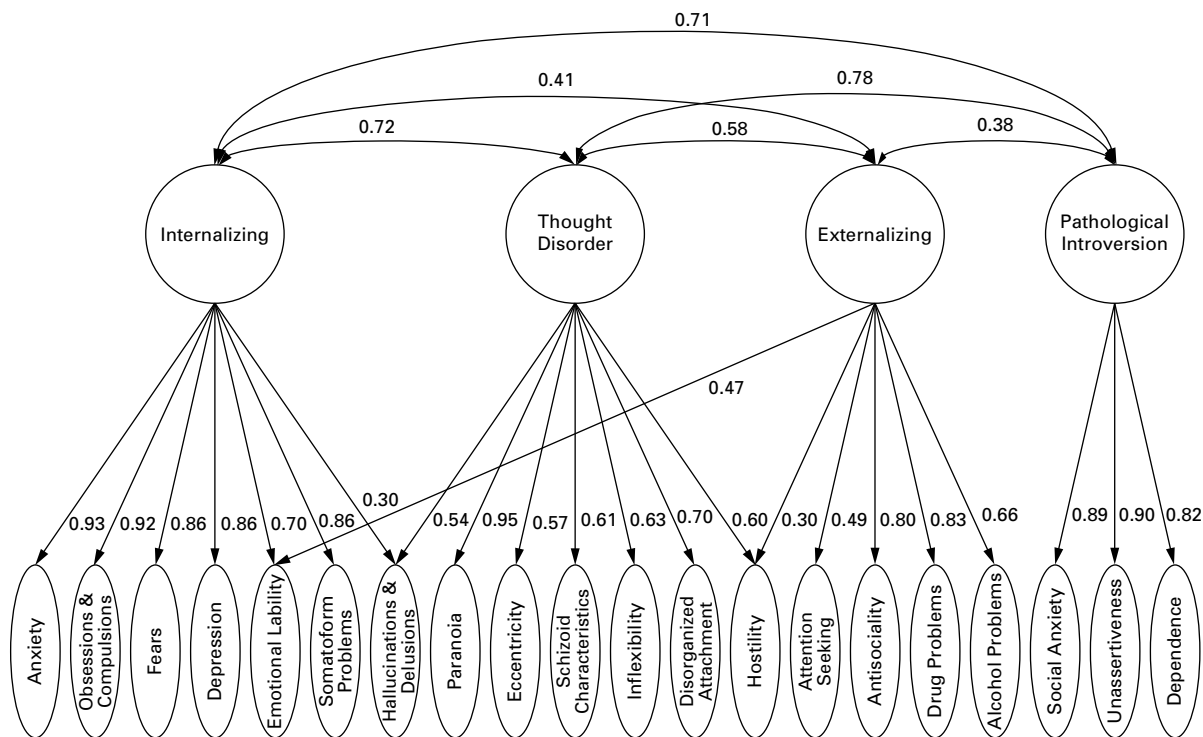 0.71
0.41
0.78
0.72
0.58
0.38
Internalizing
Thought
Disorder
Externalizing
Pathological
Introversion
0.47
0.30
0.93
0.92
0.86
0.86
0.70
0.86
0.54
0.95
0.57
0.61
0.63
0.70
0.60
0.30
0.49
0.80
0.83
0.66
0.89
0.90
0.82
Anxiety
Obsessions &
Compulsions
Fears
Depression
Emotional Lability
Somatoform
Problems
Hallucinations &
Delusions
Paranoia
Eccentricity
Schizoid
Characteristics
Inflexibility
Disorganized
Attachment
Hostility
Attention
Seeking
Antisociality
Drug Problems
Alcohol Problems
Social Anxiety
Unassertiveness
Dependence